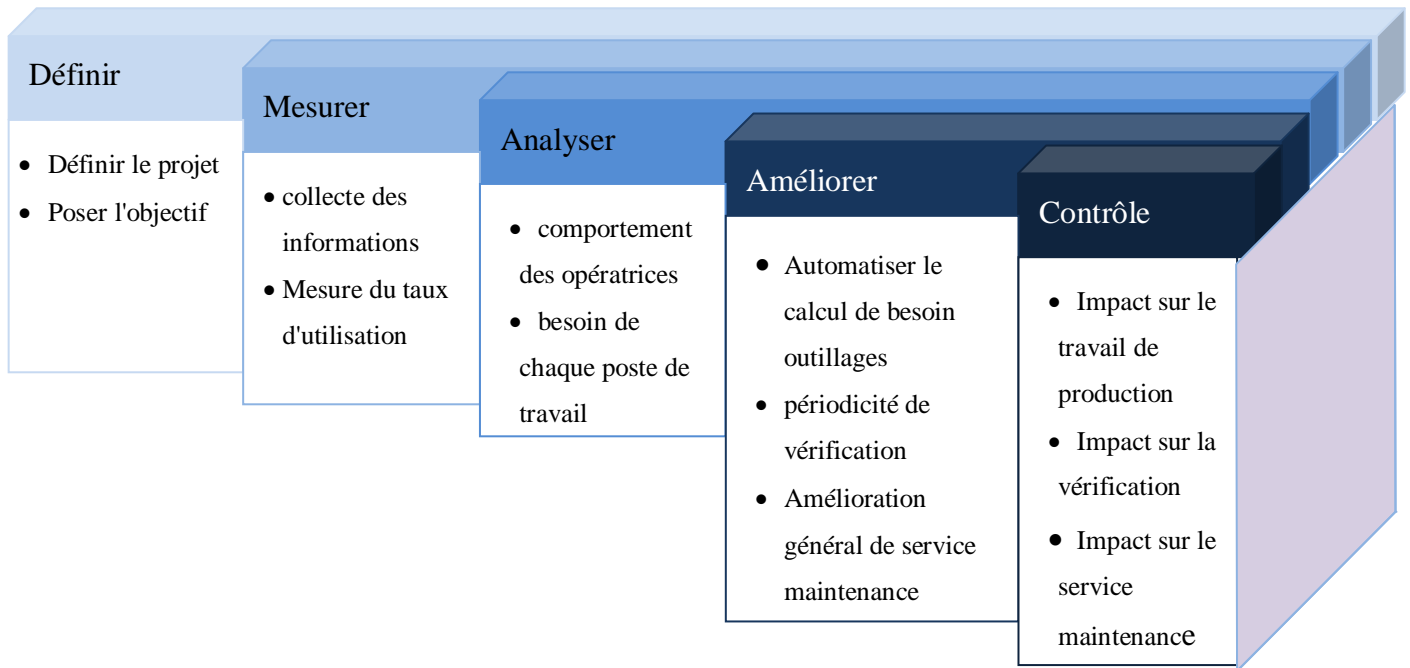 Définir
• Définir le projet
• Poser l'objectif
Mesurer
• collecte des
informations
• Mesure du taux
d'utilisation
Analyser
• comportement
des opératrices
• besoin de
chaque poste de
travail
Améliorer
• Automatiser le
calcul de besoin
outillages
• périodicité de
vérification
• Amélioration
général de service
maintenance
Contrôle
• Impact sur le
travail de
production
• Impact sur la
vérification
• Impact sur le
service
maintenance